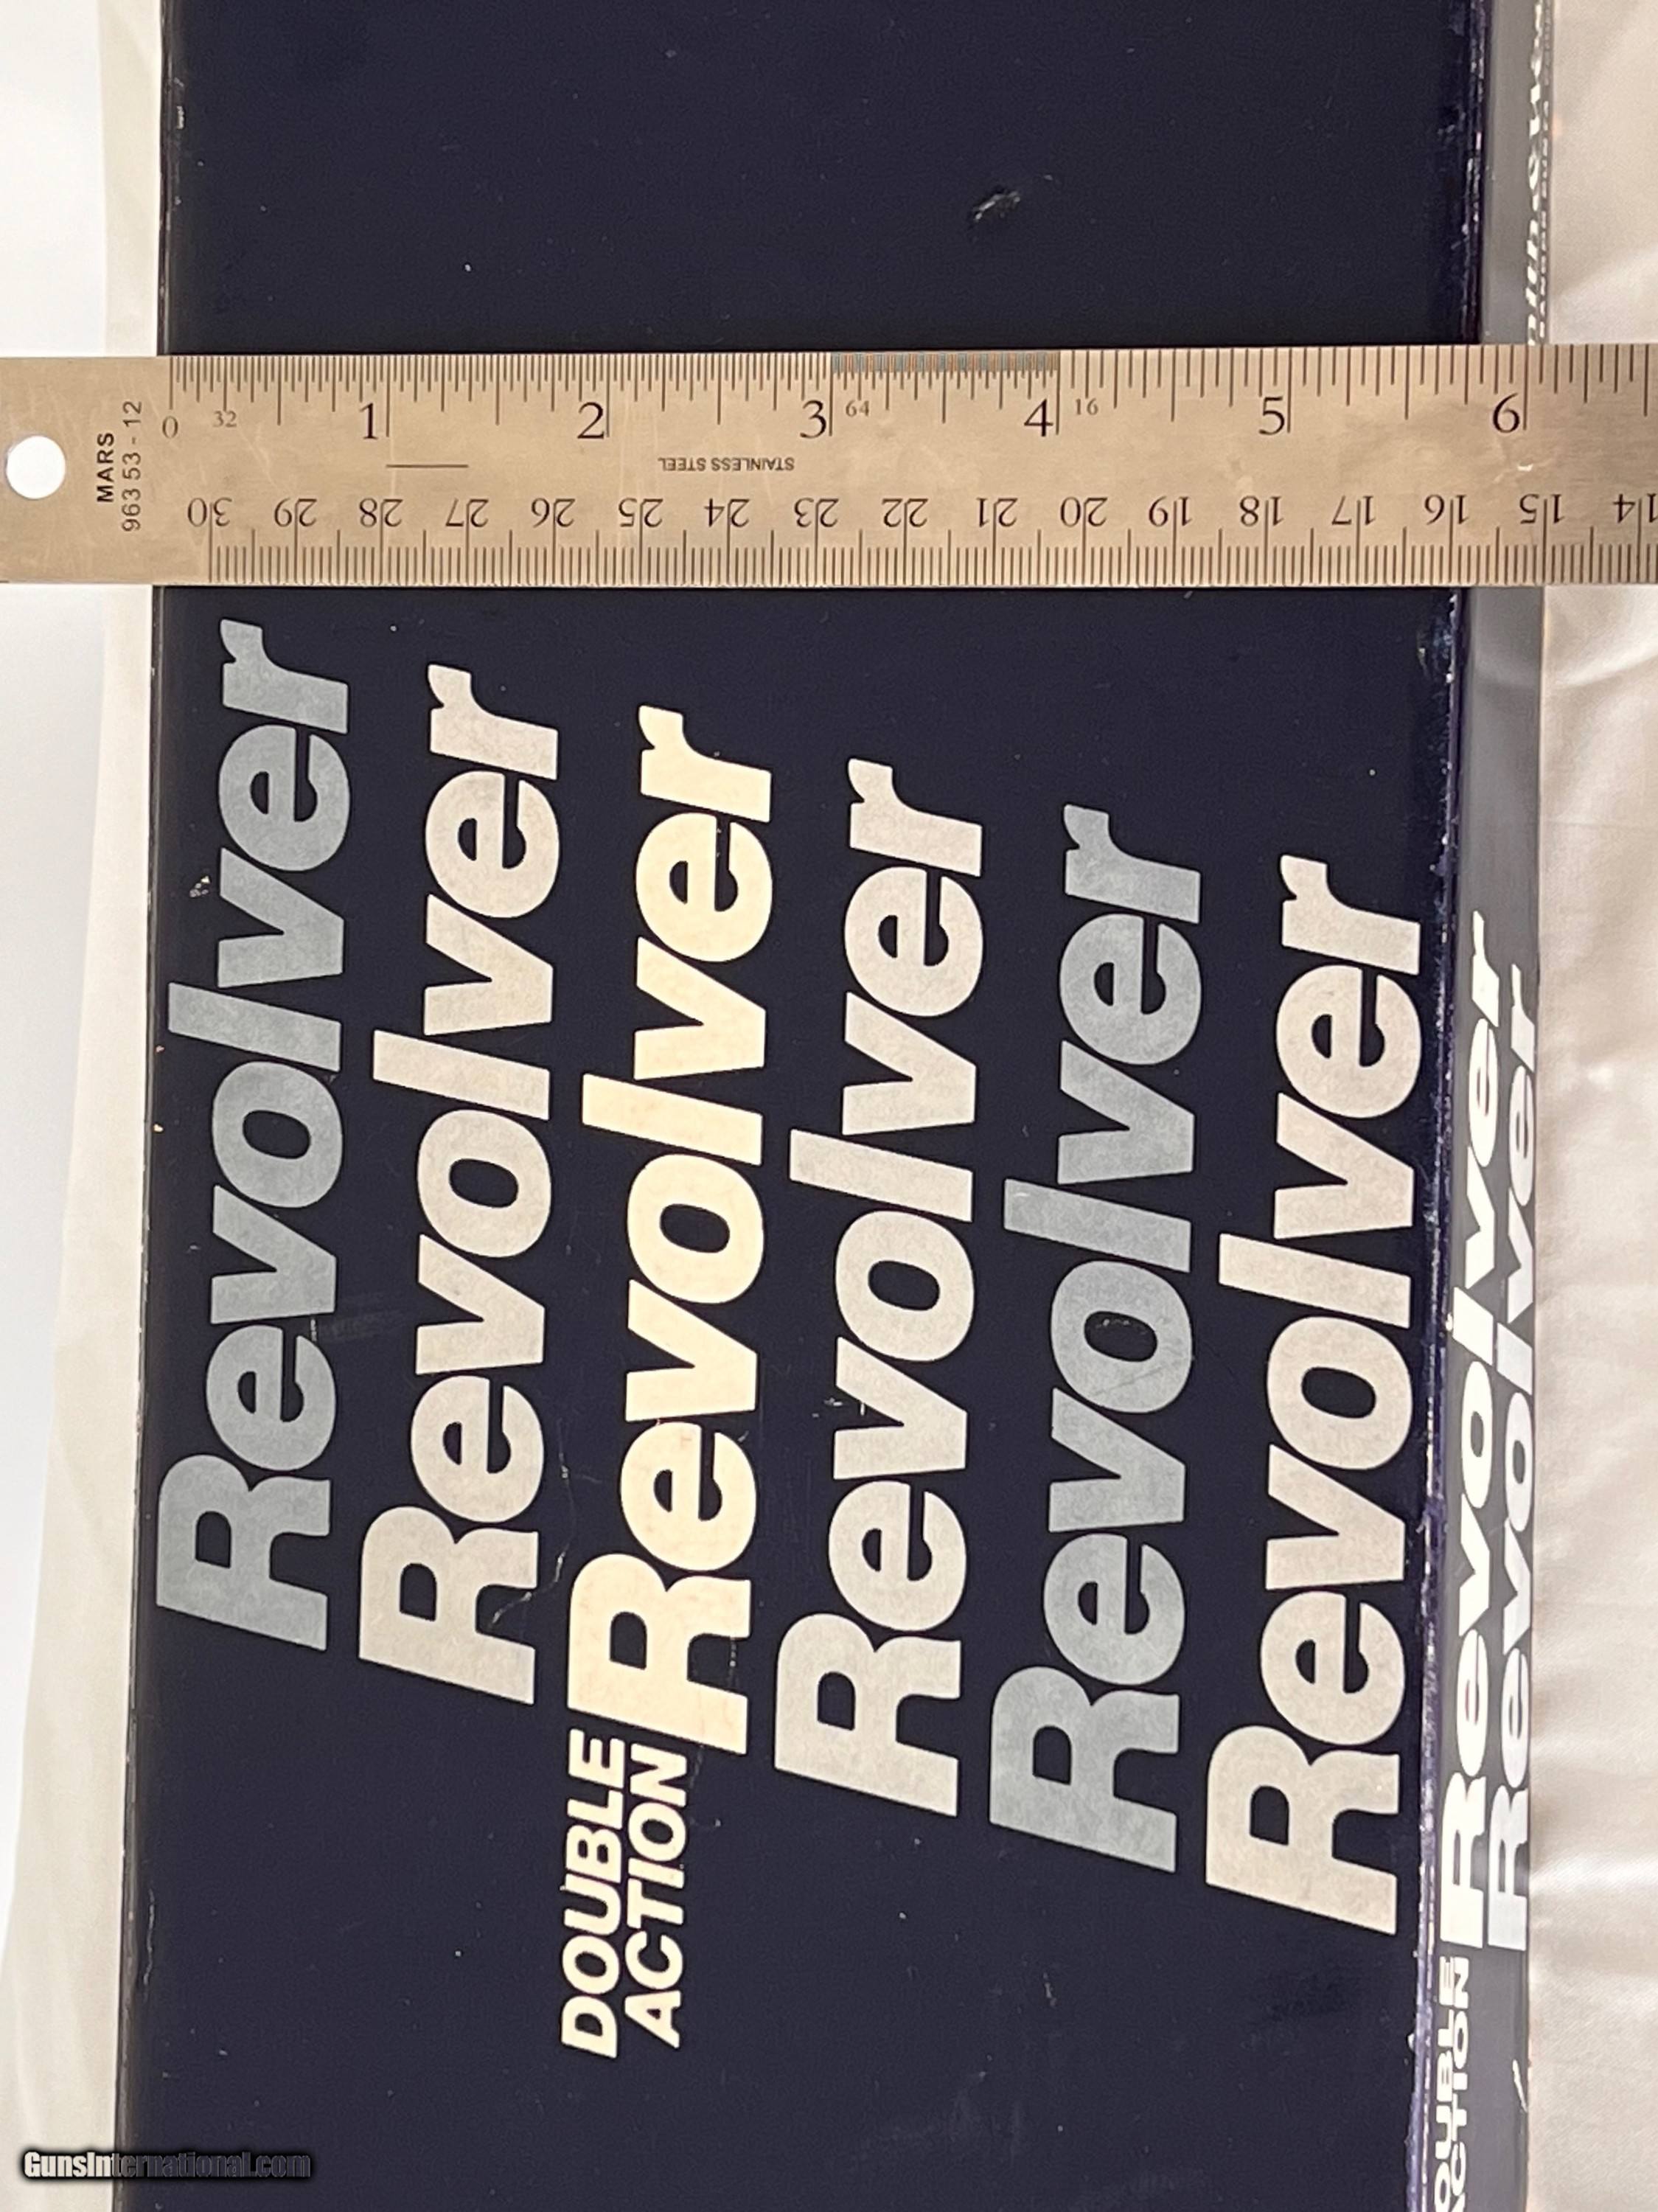 MARS
963 53-12
0 32 1 2 3 64 4 16 5 6
STAINLESS STEEL
30 29 28 27 26 25 24 23 22 21 20 19 18 17 16 15 14
Revolver
Revolver
DOUBLE
ACTION
Revolver
Revolver
Revolver
Revolver
Revolver
Revolver
GunsInternational.com